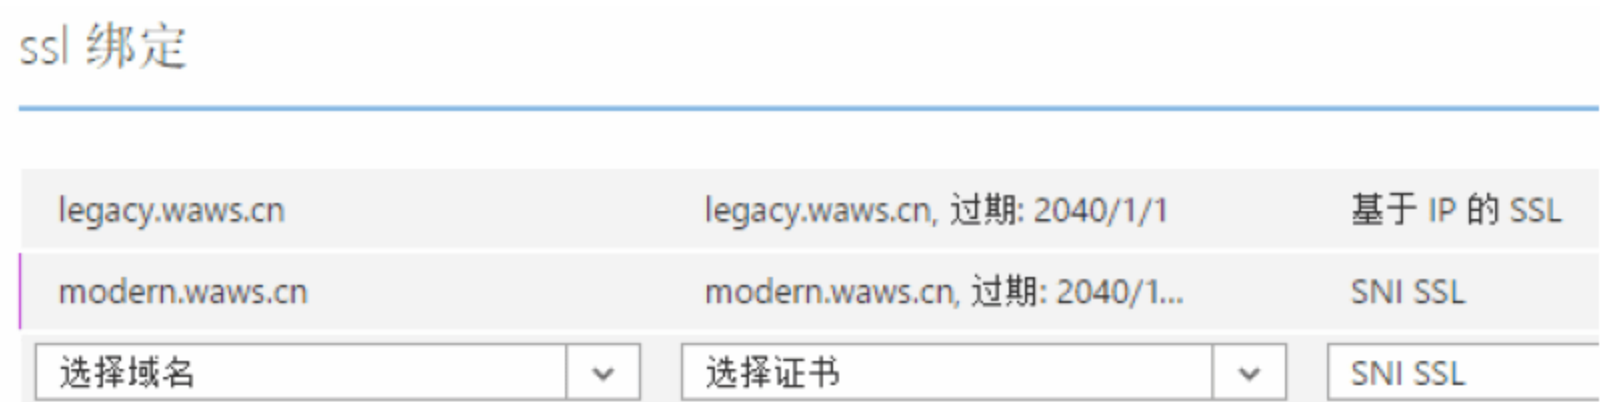 ssl 绑定
legacy.waws.cn legacy.waws.cn, 过期: 2040/1/1 基于 IP 的 SSL
modern.waws.cn modern.waws.cn, 过期: 2040/1... SNI SSL
选择域名 选择证书 SNI SSL